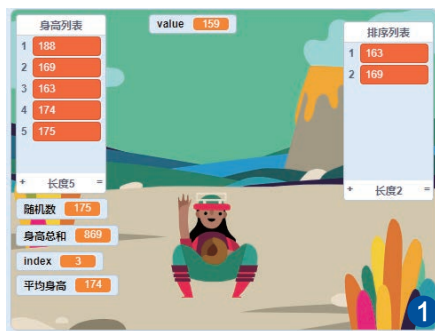 身高列表
1 188
2 169
3 163
4 174
5 175
+ 长度5 =
value 159
排序列表
1 163
2 169
+ 长度2 =
随机数 175
身高总和 869
index 3
平均身高 174
1